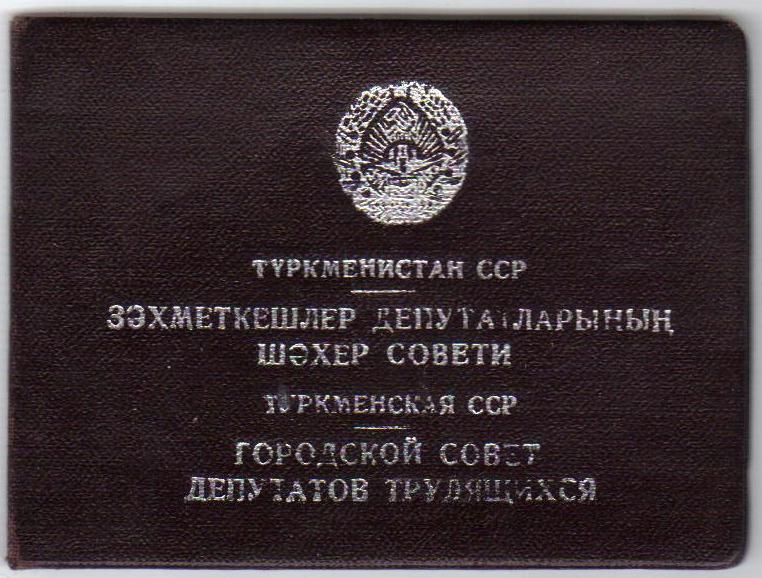 ТҮРКМЕНИСТАН ССР
ЗӘХМЕТКЕШЛЕР ДЕПУТАТЛАРЫНЫҢ
ШӘХЕР СОВЕТИ
ТУРКМЕНСКАЯ ССР
ГОРОДСКОЙ СОВЕТ
ДЕПУТАТОВ ТРУДЯЩИХСЯ